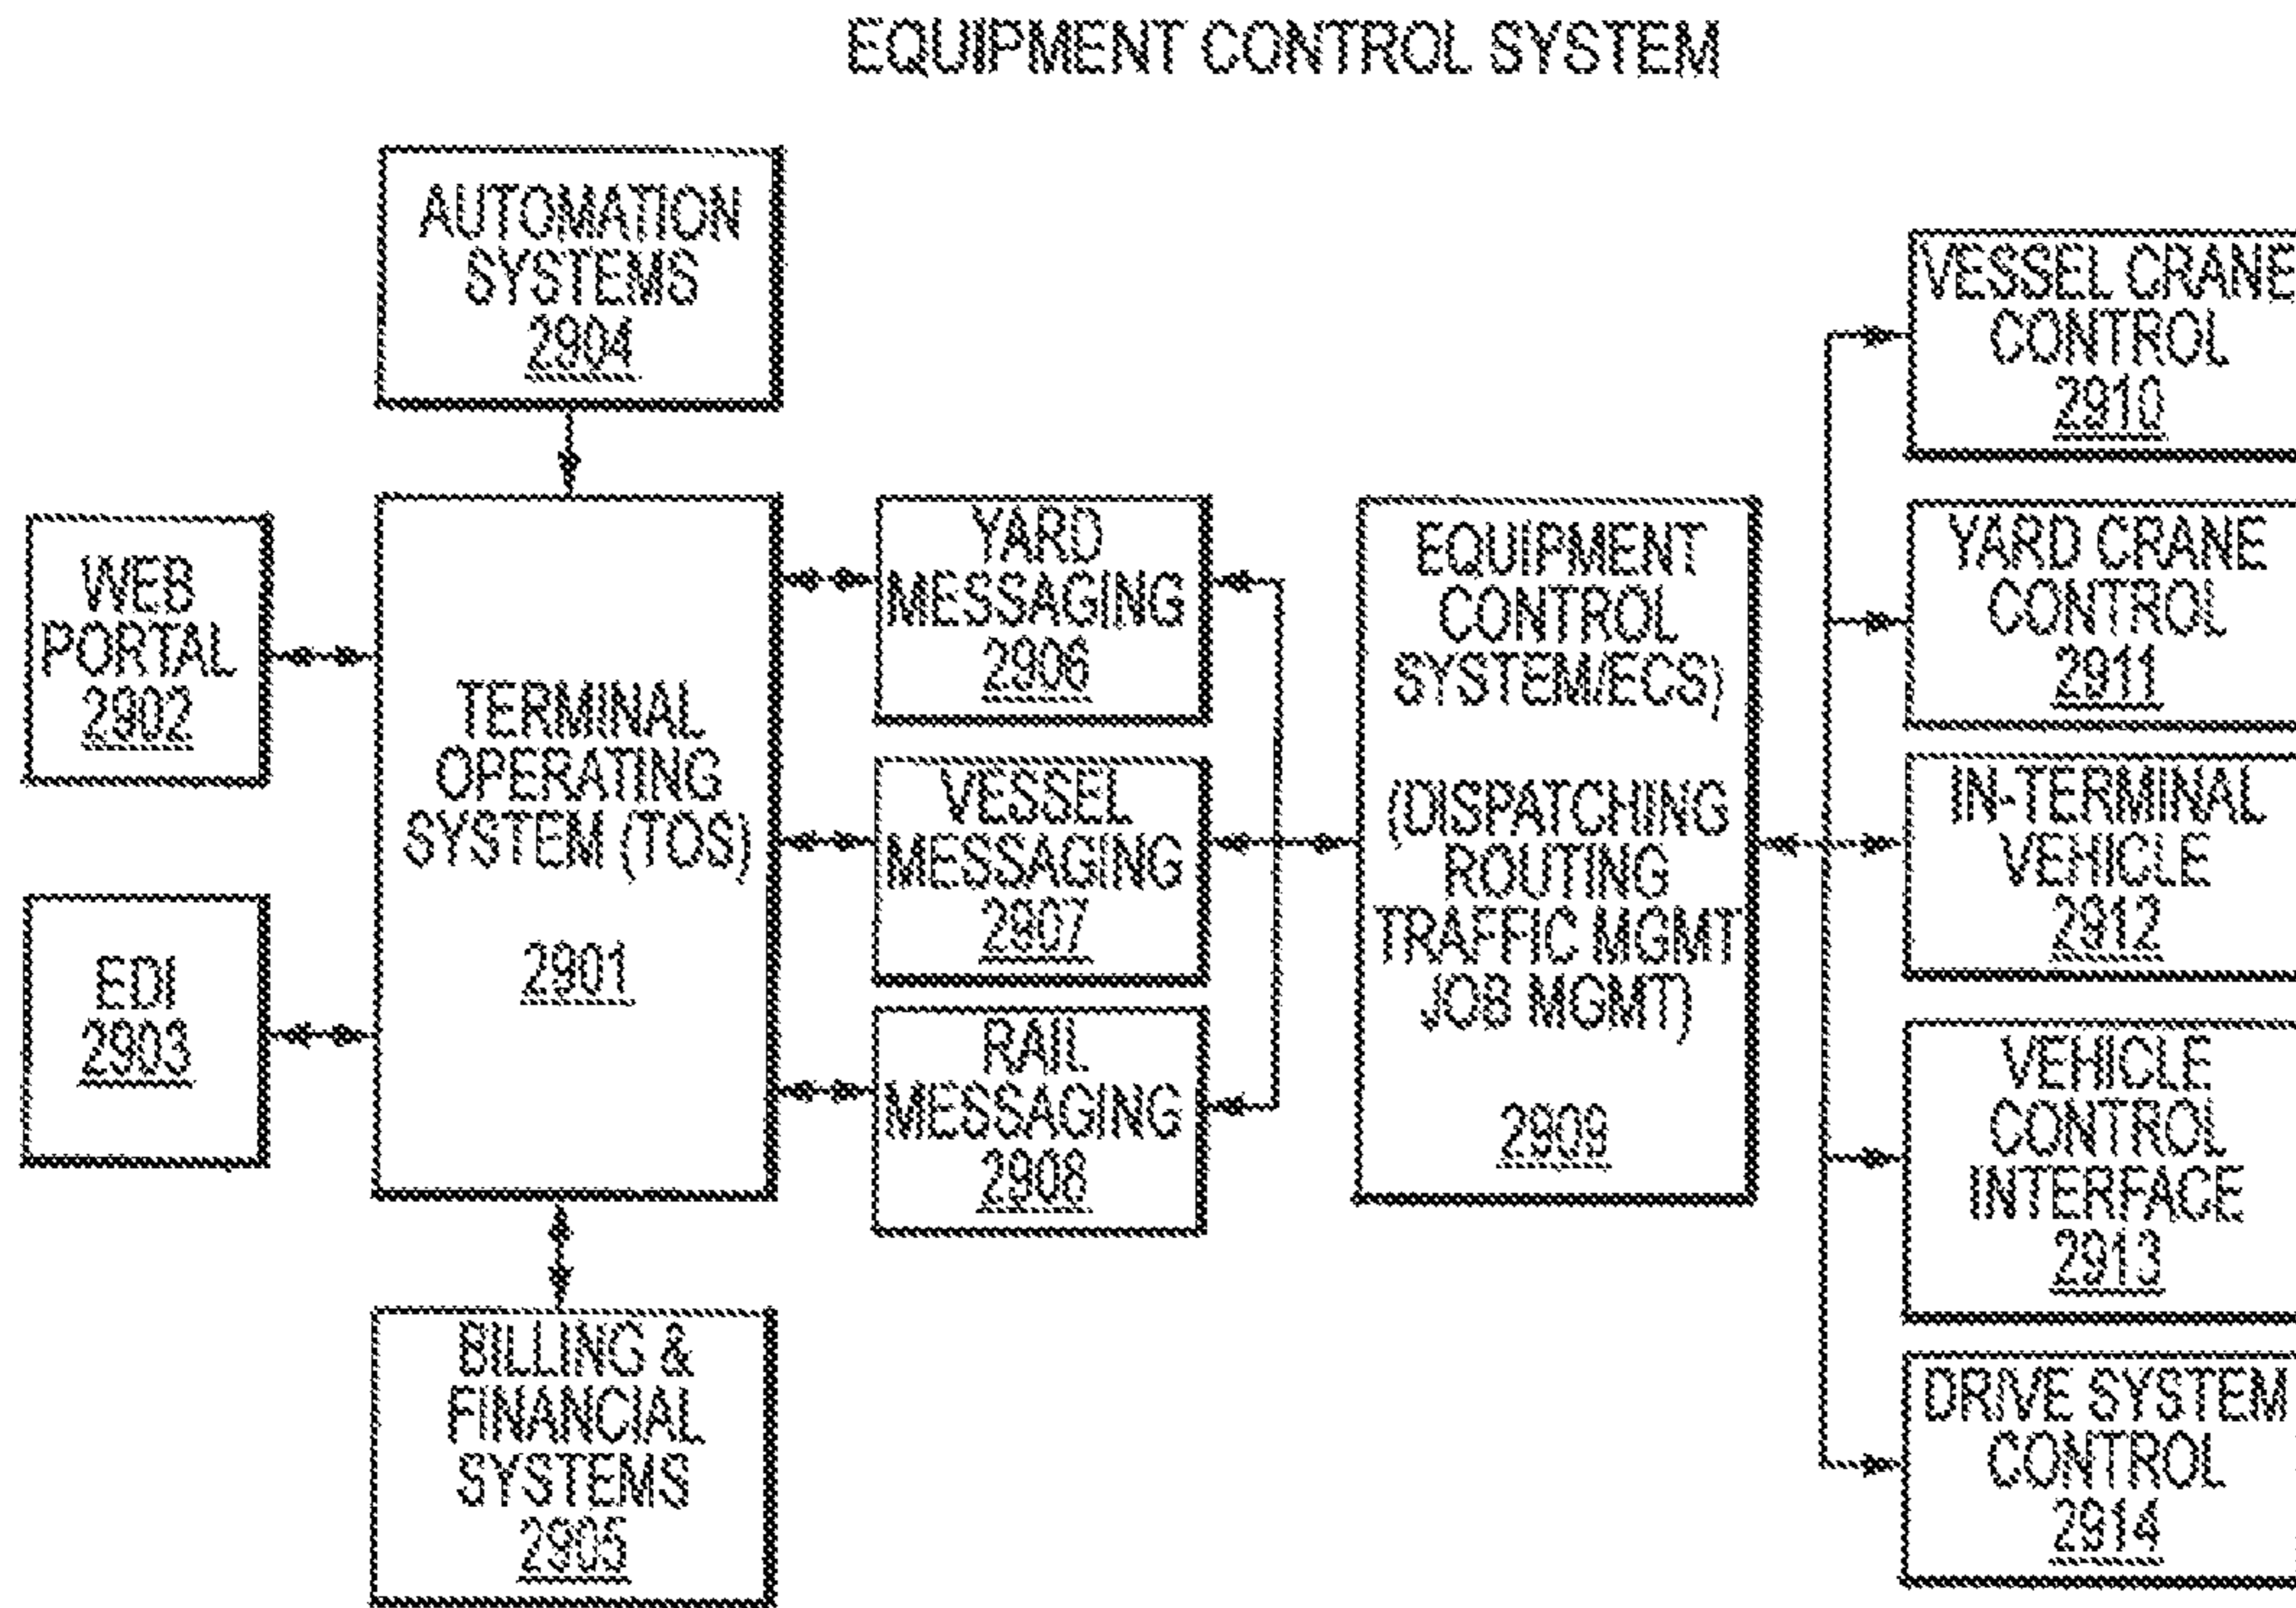 EQUIPMENT CONTROL SYSTEM
AUTOMATION
SYSTEMS
2904
WEB
PORTAL
2902
EDI
2903
TERMINAL
OPERATING
SYSTEM (TOS)
2901
BILLING &
FINANCIAL
SYSTEMS
2905
YARD
MESSAGING
2906
VESSEL
MESSAGING
2907
RAIL
MESSAGING
2908
EQUIPMENT
CONTROL
SYSTEM/ECS)
(DISPATCHING
ROUTING
TRAFFIC MGMT
JOB MGMT)
2909
VESSEL CRANE
CONTROL
2910
YARD CRANE
CONTROL
2911
IN-TERMINAL
VEHICLE
2912
VEHICLE
CONTROL
INTERFACE
2913
DRIVE SYSTEM
CONTROL
2914